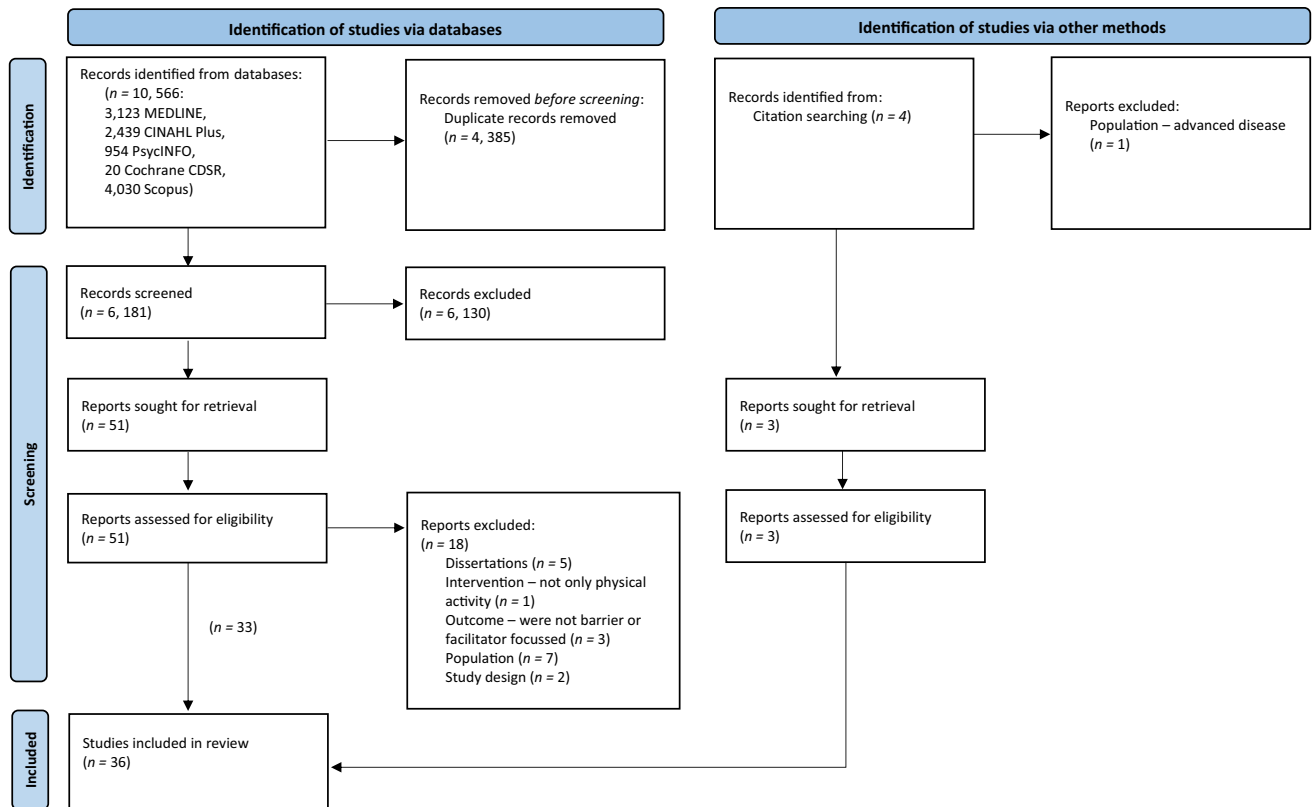 Identification of studies via databases
Identification of studies via other methods
Identification
Records identified from databases:
(n = 10, 566:
3,123 MEDLINE,
2,439 CINAHL Plus,
954 PsycINFO,
20 Cochrane CDSR,
4,030 Scopus)
Records removed before screening:
Duplicate records removed
(n = 4, 385)
Records identified from:
Citation searching (n = 4)
Reports excluded:
Population – advanced disease
(n = 1)
Screening
Records screened
(n = 6, 181)
Records excluded
(n = 6, 130)
Reports sought for retrieval
(n = 51)
Reports sought for retrieval
(n = 3)
Reports assessed for eligibility
(n = 51)
Reports excluded:
(n = 18)
Dissertations (n = 5)
Intervention – not only physical
activity (n = 1)
Outcome – were not barrier or
facilitator focussed (n = 3)
Population (n = 7)
Study design (n = 2)
Reports assessed for eligibility
(n = 3)
(n = 33)
Included
Studies included in review
(n = 36)